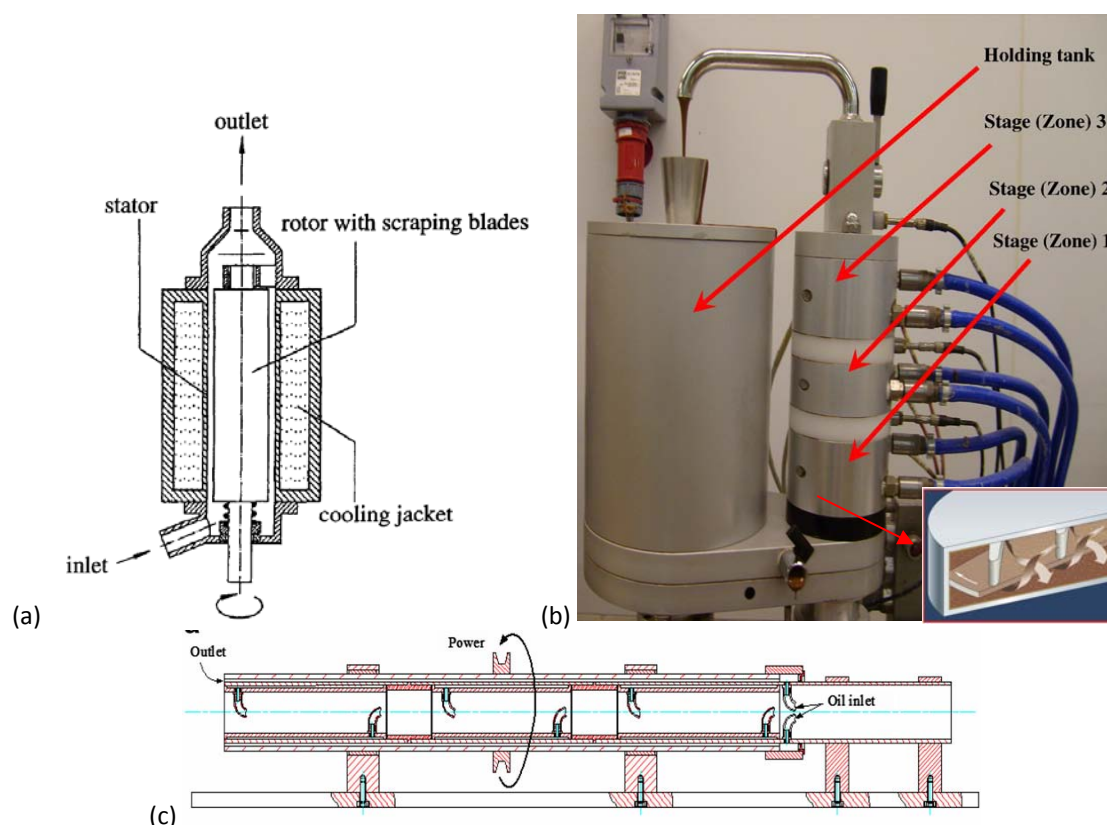 outlet
stator
rotor with scraping blades
cooling jacket
inlet
(a)
Holding tank
Stage (Zone) 3
Stage (Zone) 2
Stage (Zone) 1
(b)
Outlet
Power
Oil inlet
(c)